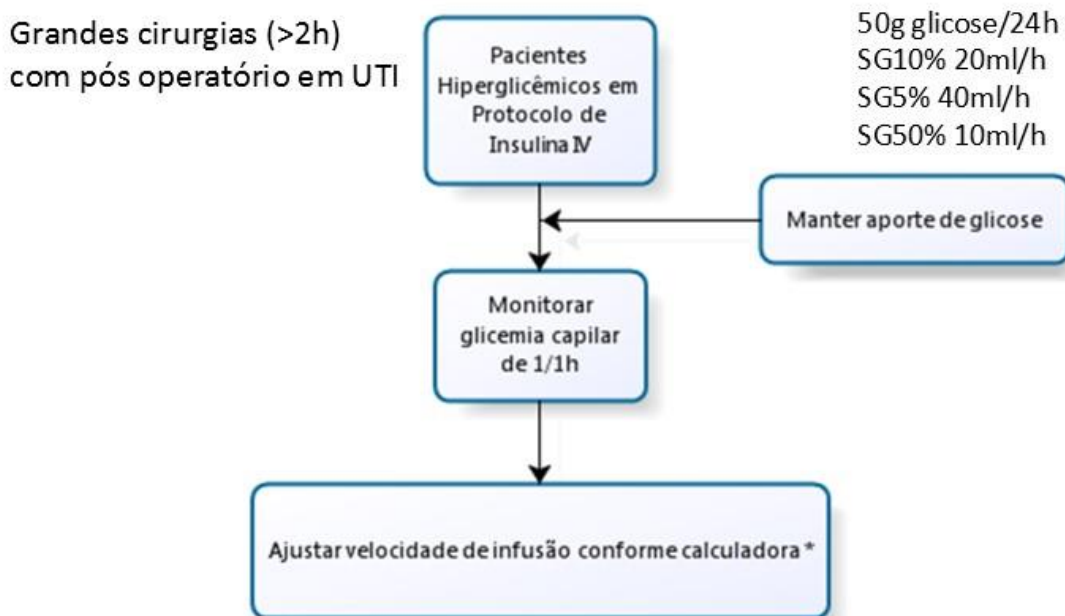 Grandes cirurgias (>2h)
com pós operatório em UTI
50g glicose/24h
SG10% 20ml/h
SG5% 40ml/h
SG50% 10ml/h
Pacientes
Hiperglicêmicos em
Protocolo de
Insulina IV
Manter aporte de glicose
Monitorar
glicemia capilar
de 1/1h
Ajustar velocidade de infusão conforme calculadora *